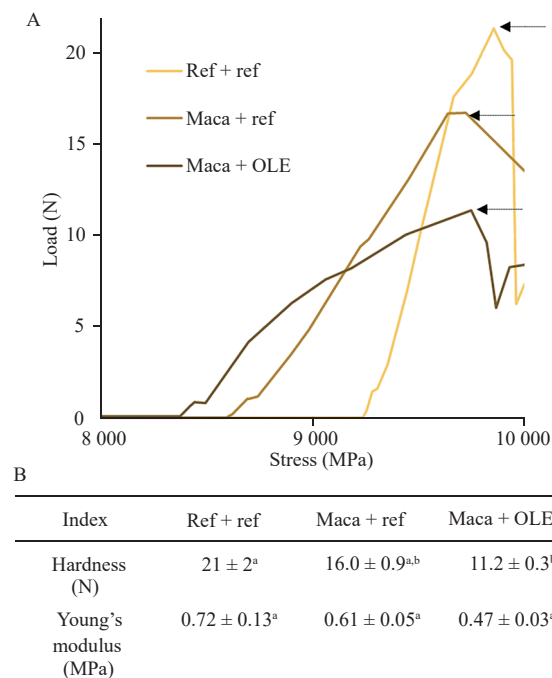 A
20
15
10
5
0
Load (N)
Ref + ref
Maca + ref
Maca + OLE
8 000
9 000
10 000
Stress (MPa)
B
Index Ref + ref Maca + ref Maca + OLE
Hardness (N) 21 ± 2ᵃ 16.0 ± 0.9ᵃ,ᵇ 11.2 ± 0.3ᵇ
Young's modulus (MPa) 0.72 ± 0.13ᵃ 0.61 ± 0.05ᵃ 0.47 ± 0.03ᵃ